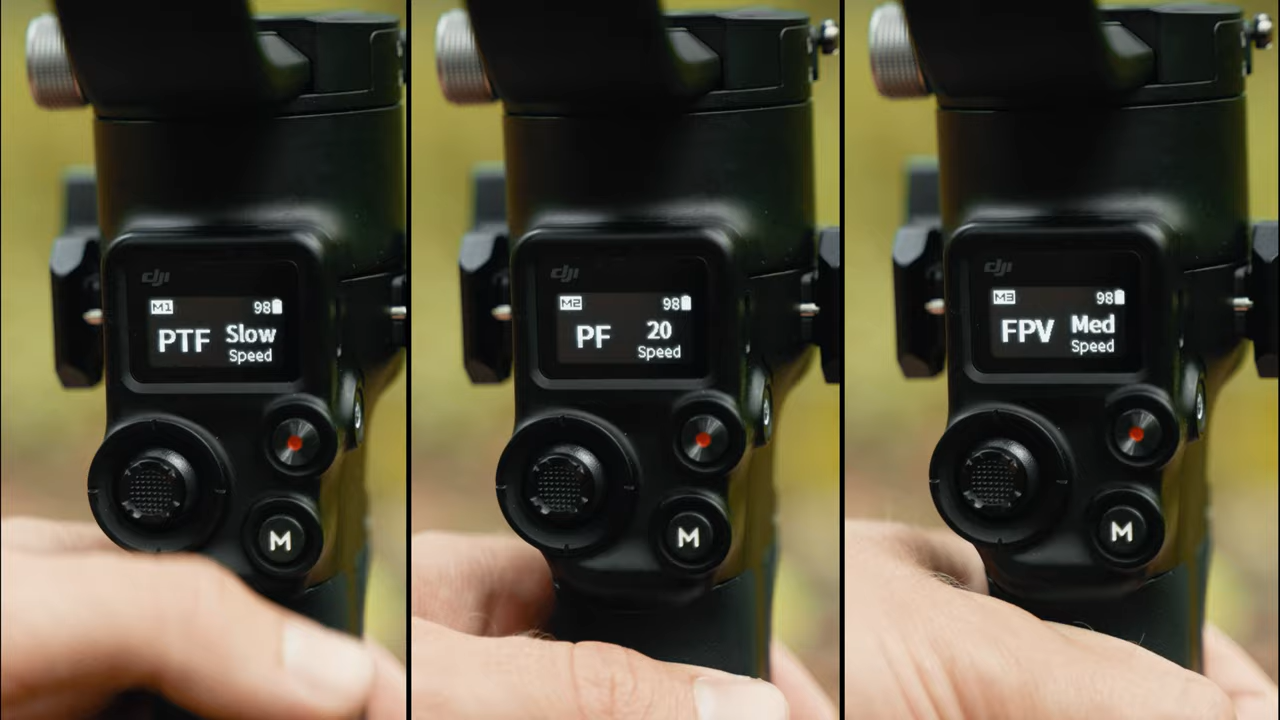 dji
M1 98
PTF Slow
Speed
M
dji
M2 98
PF 20
Speed
M
dji
M3 98
FPV Med
Speed
M